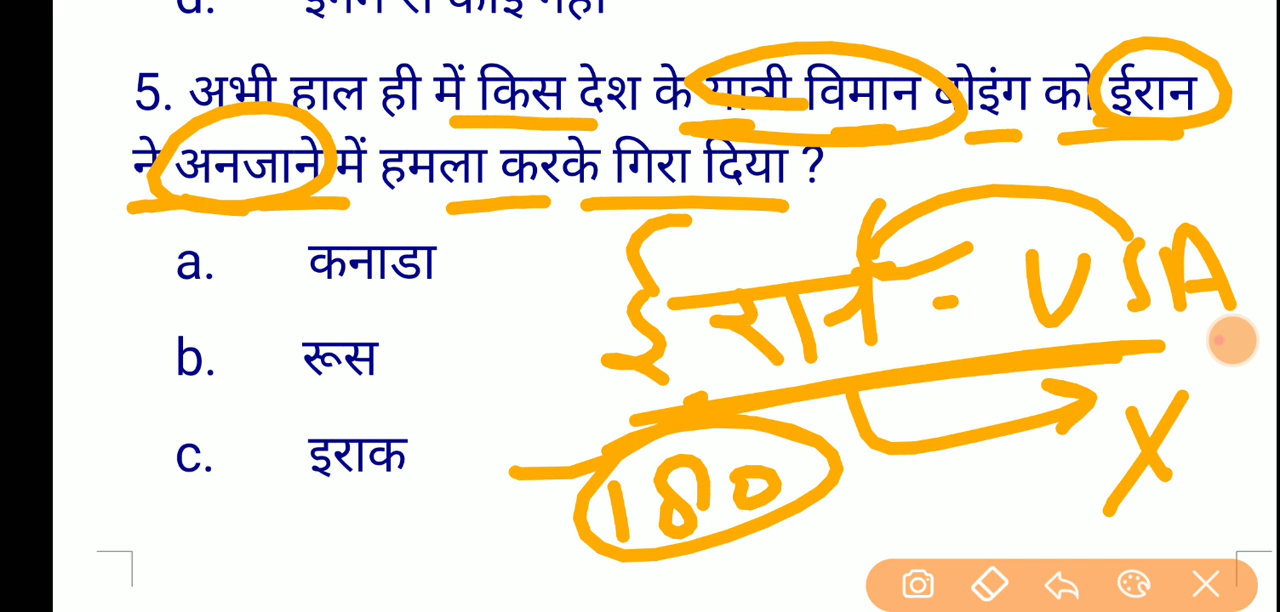 5. अभी हाल ही में किस देश के यात्री विमान बोइंग को ईरान
ने अनजाने में हमला करके गिरा दिया ?
a. कनाडा
ईरान - USA
b. रूस
X
c. इराक
180